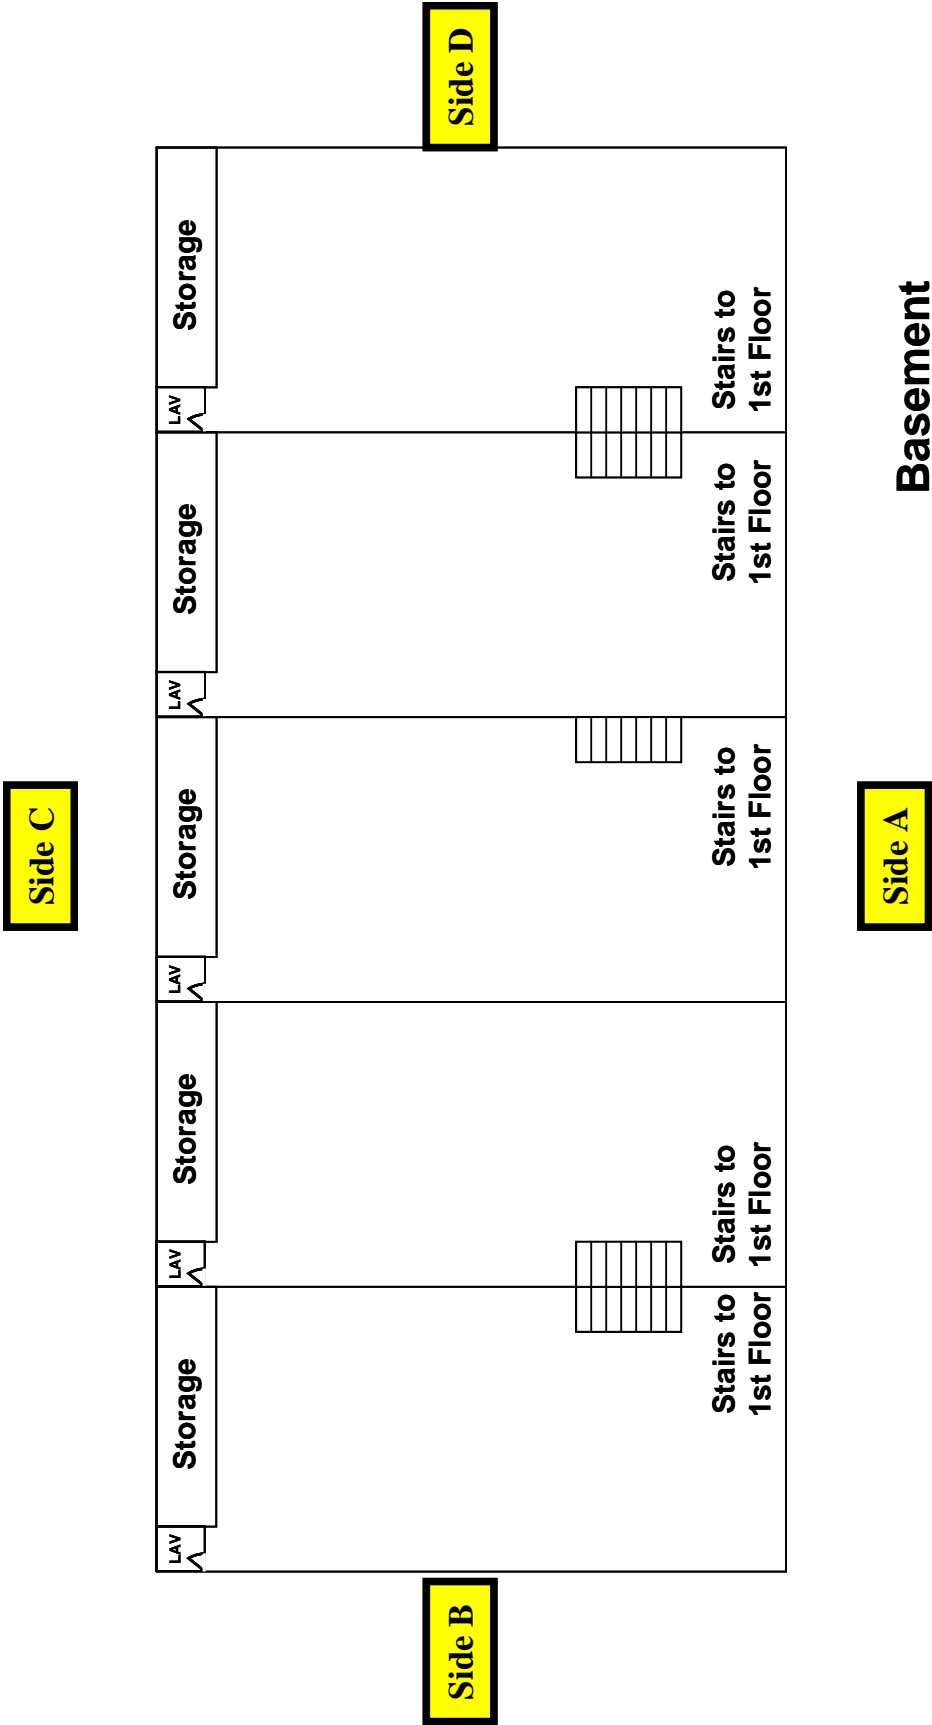 Side C
LAV
Storage
LAV
Storage
LAV
Storage
LAV
Storage
LAV
Storage
Side B
Side D
Stairs to
1st Floor
Stairs to
1st Floor
Stairs to
1st Floor
Stairs to
1st Floor
Stairs to
1st Floor
Side A
Basement